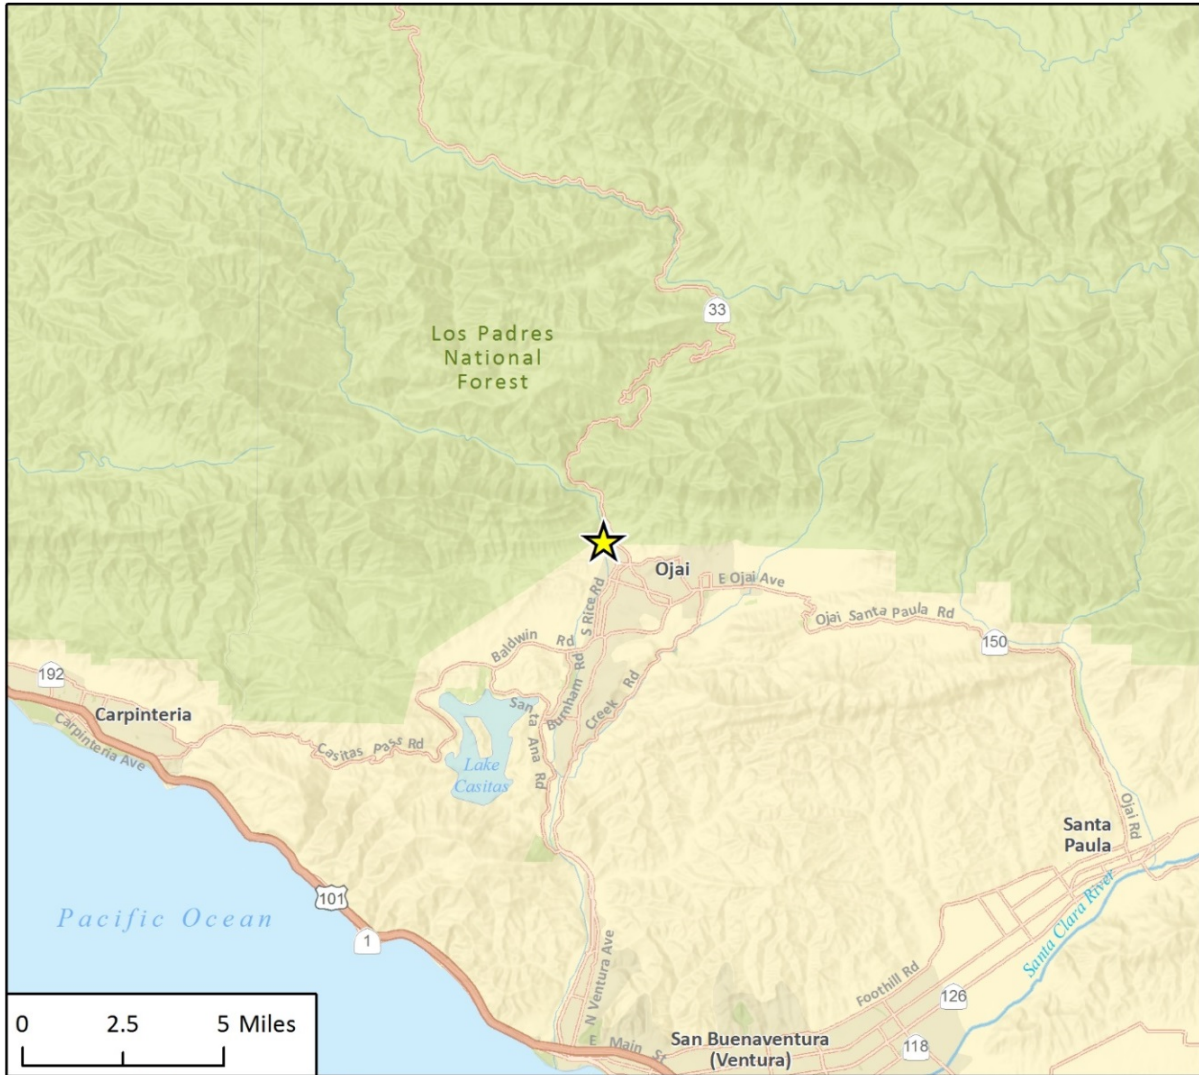 33
Los Padres
National
Forest
Ojai
E Ojai Ave
S Rice Rd
Ojai Santa Paula Rd
150
Baldwin Rd
192
Carpinteria
Carpinteria Ave
Casitas Pass Rd
Santa Ana Rd
Burnham Rd
Creek Rd
Lake
Casitas
Ojai Rd
Santa
Paula
Santa Clara River
101
Pacific Ocean
1
N Ventura Ave
Foothill Rd
126
118
E Main St
San Buenaventura
(Ventura)
0 2.5 5 Miles